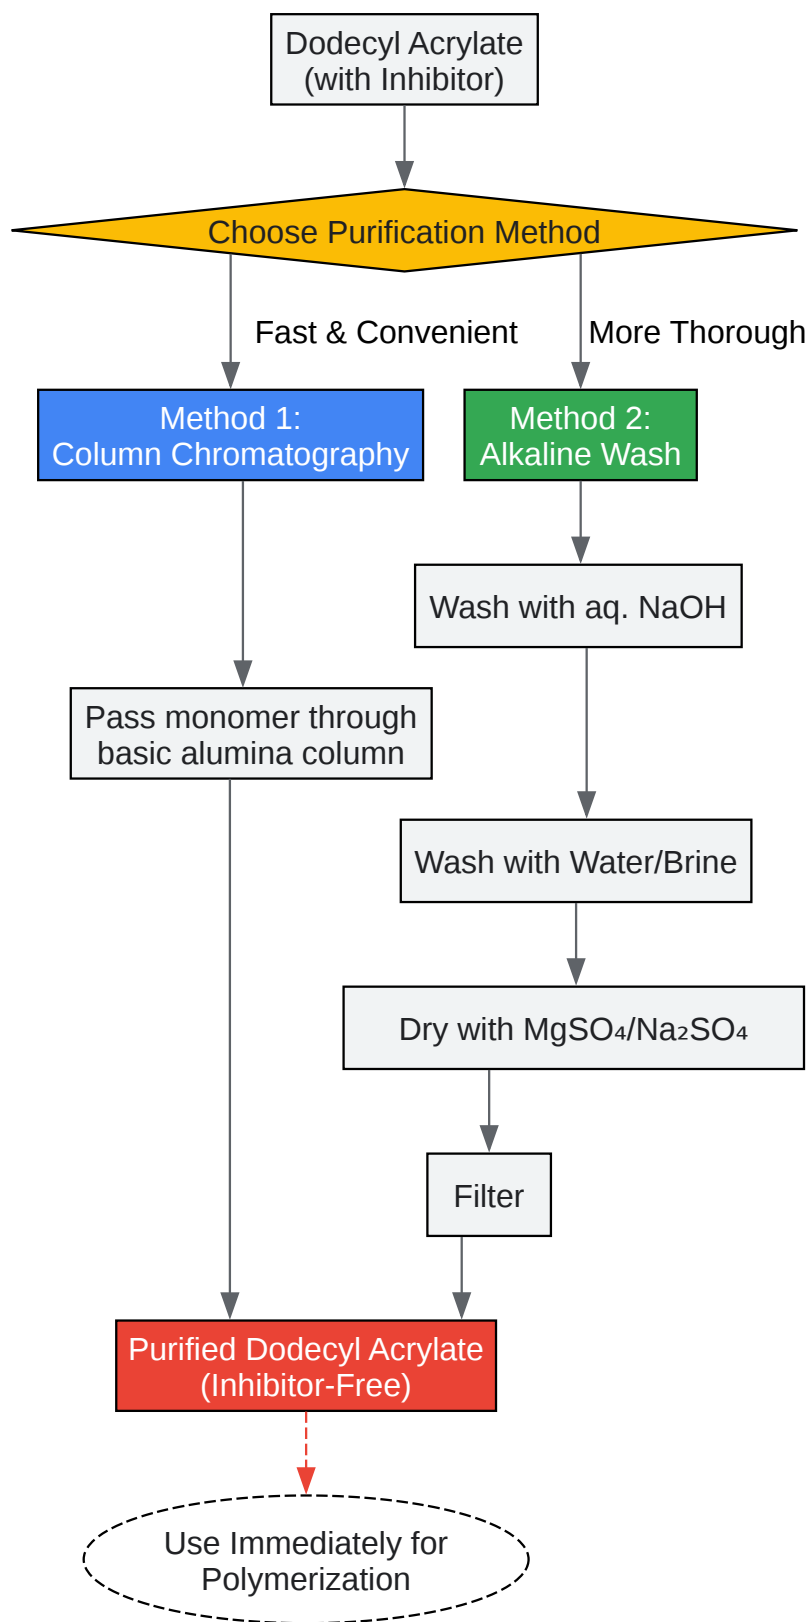 Dodecyl Acrylate
(with Inhibitor)
Choose Purification Method
Fast & Convenient
More Thorough
Method 1:
Column Chromatography
Method 2:
Alkaline Wash
Wash with aq. NaOH
Pass monomer through
basic alumina column
Wash with Water/Brine
Dry with MgSO₄/Na₂SO₄
Filter
Purified Dodecyl Acrylate
(Inhibitor-Free)
Use Immediately for
Polymerization